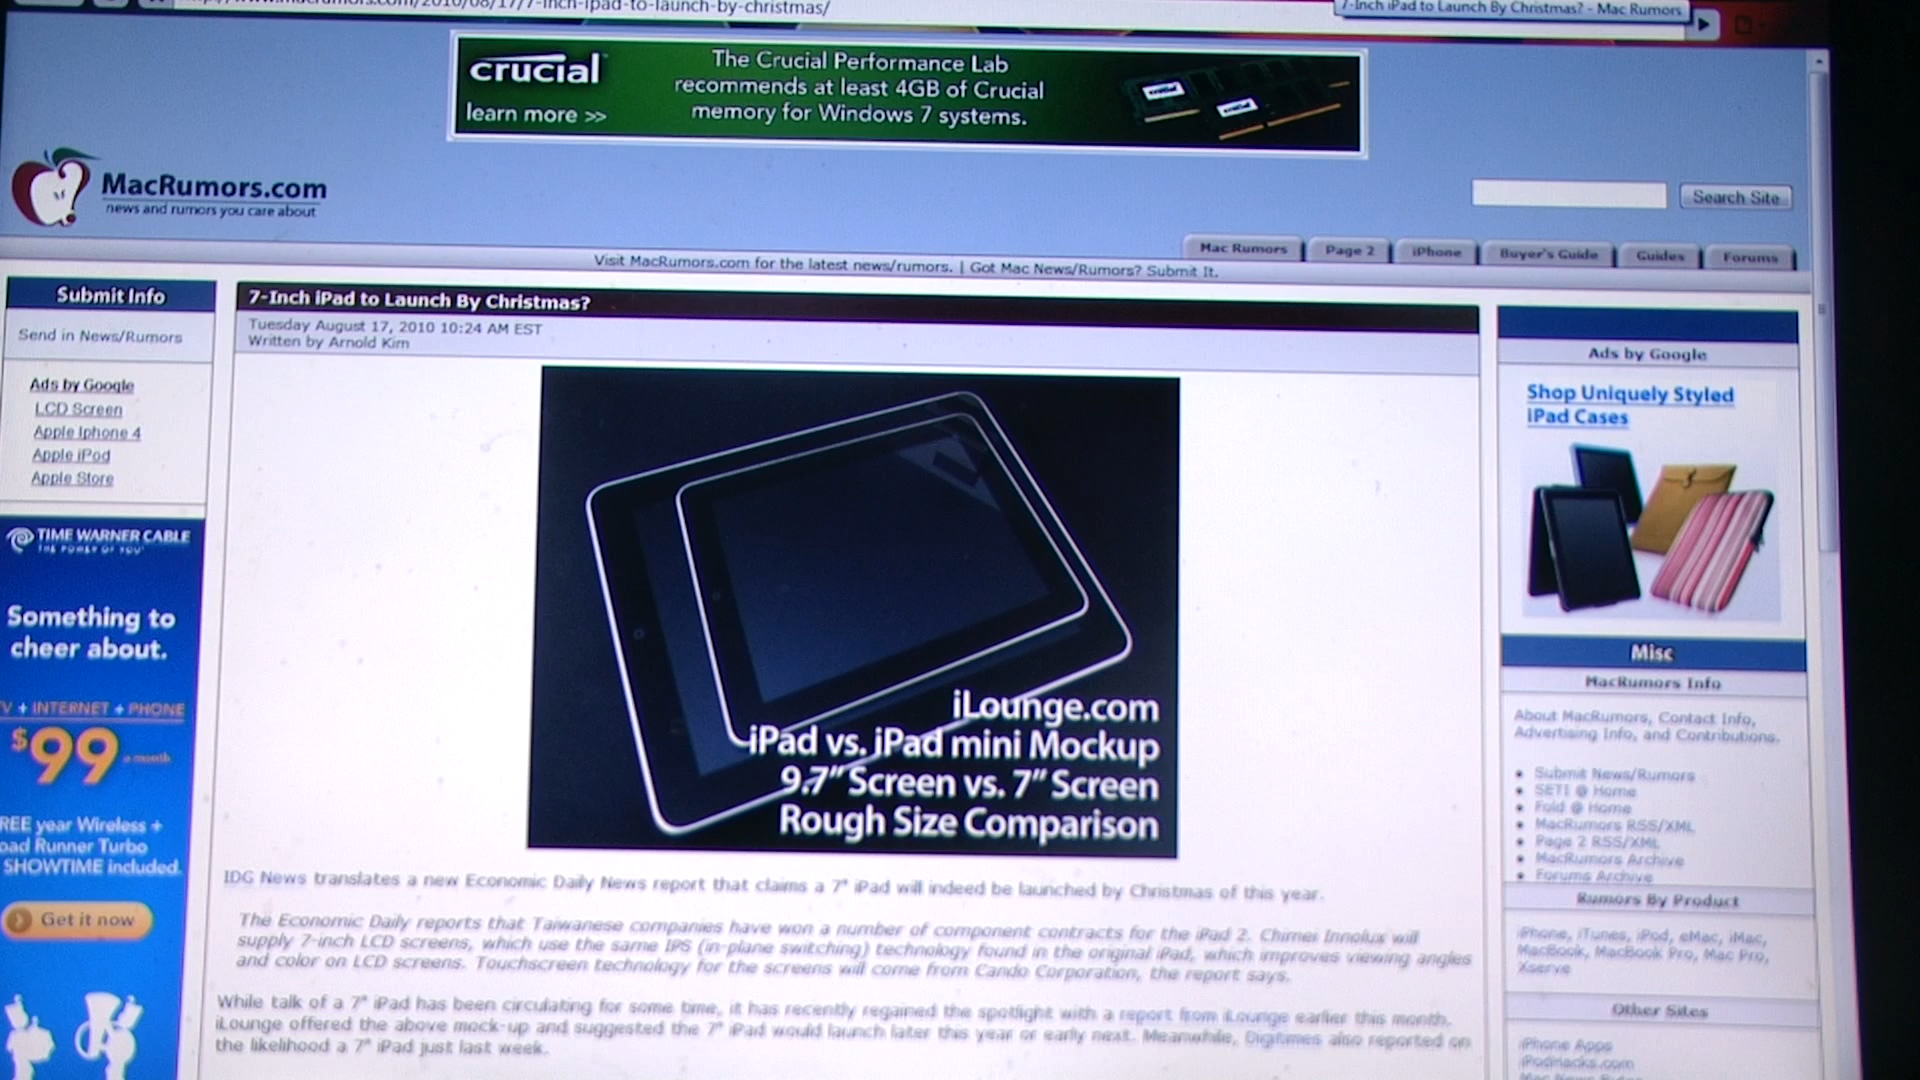 7-Inch iPad to Launch By Christmas? - Mac Rumors
crucial
learn more >>
The Crucial Performance Lab
recommends at least 4GB of Crucial
memory for Windows 7 systems.
MacRumors.com
news and rumors you care about
Search Site
Mac Rumors
Page 2
iPhone
Buyer's Guide
Guides
Forums
Visit MacRumors.com for the latest news/rumors. | Got Mac News/Rumors? Submit It.
Submit Info
Send in News/Rumors
Ads by Google
LCD Screen
Apple Iphone 4
Apple iPod
Apple Store
TIME WARNER CABLE
THE POWER OF YOU
Something to
cheer about.
+ INTERNET + PHONE
$99 a month
year Wireless +
Runner Turbo
SHOWTIME included.
Get it now
7-Inch iPad to Launch By Christmas?
Tuesday August 17, 2010 10:24 AM EST
Written by Arnold Kim
iLounge.com
iPad vs. iPad mini Mockup
9.7" Screen vs. 7" Screen
Rough Size Comparison
IDG News translates a new Economic Daily News report that claims a 7" iPad will indeed be launched by Christmas of this year.
The Economic Daily reports that Taiwanese companies have won a number of component contracts for the iPad 2. Chimei Innolux will
supply 7-inch LCD screens, which use the same IPS (in-plane switching) technology found in the original iPad, which improves viewing angles
and color on LCD screens. Touchscreen technology for the screens will come from Cando Corporation, the report says.
While talk of a 7" iPad has been circulating for some time, it has recently regained the spotlight with a report from iLounge earlier this month.
iLounge offered the above mock-up and suggested the 7" iPad would launch later this year or early next. Meanwhile, Digitimes also reported on
the likelihood a 7" iPad just last week.
Ads by Google
Shop Uniquely Styled
iPad Cases
Misc
MacRumors Info
About MacRumors, Contact Info,
Advertising Info, and Contributions.
Submit News/Rumors
SETI @ Home
Fold @ Home
MacRumors RSS/XML
Page 2 RSS/XML
MacRumors Archive
Forums Archive
Rumors By Product
iPhone, iTunes, iPod, eMac, iMac,
MacBook, MacBook Pro, Mac Pro,
Xserve
Other Sites
iPhone Apps
iPodHacks.com